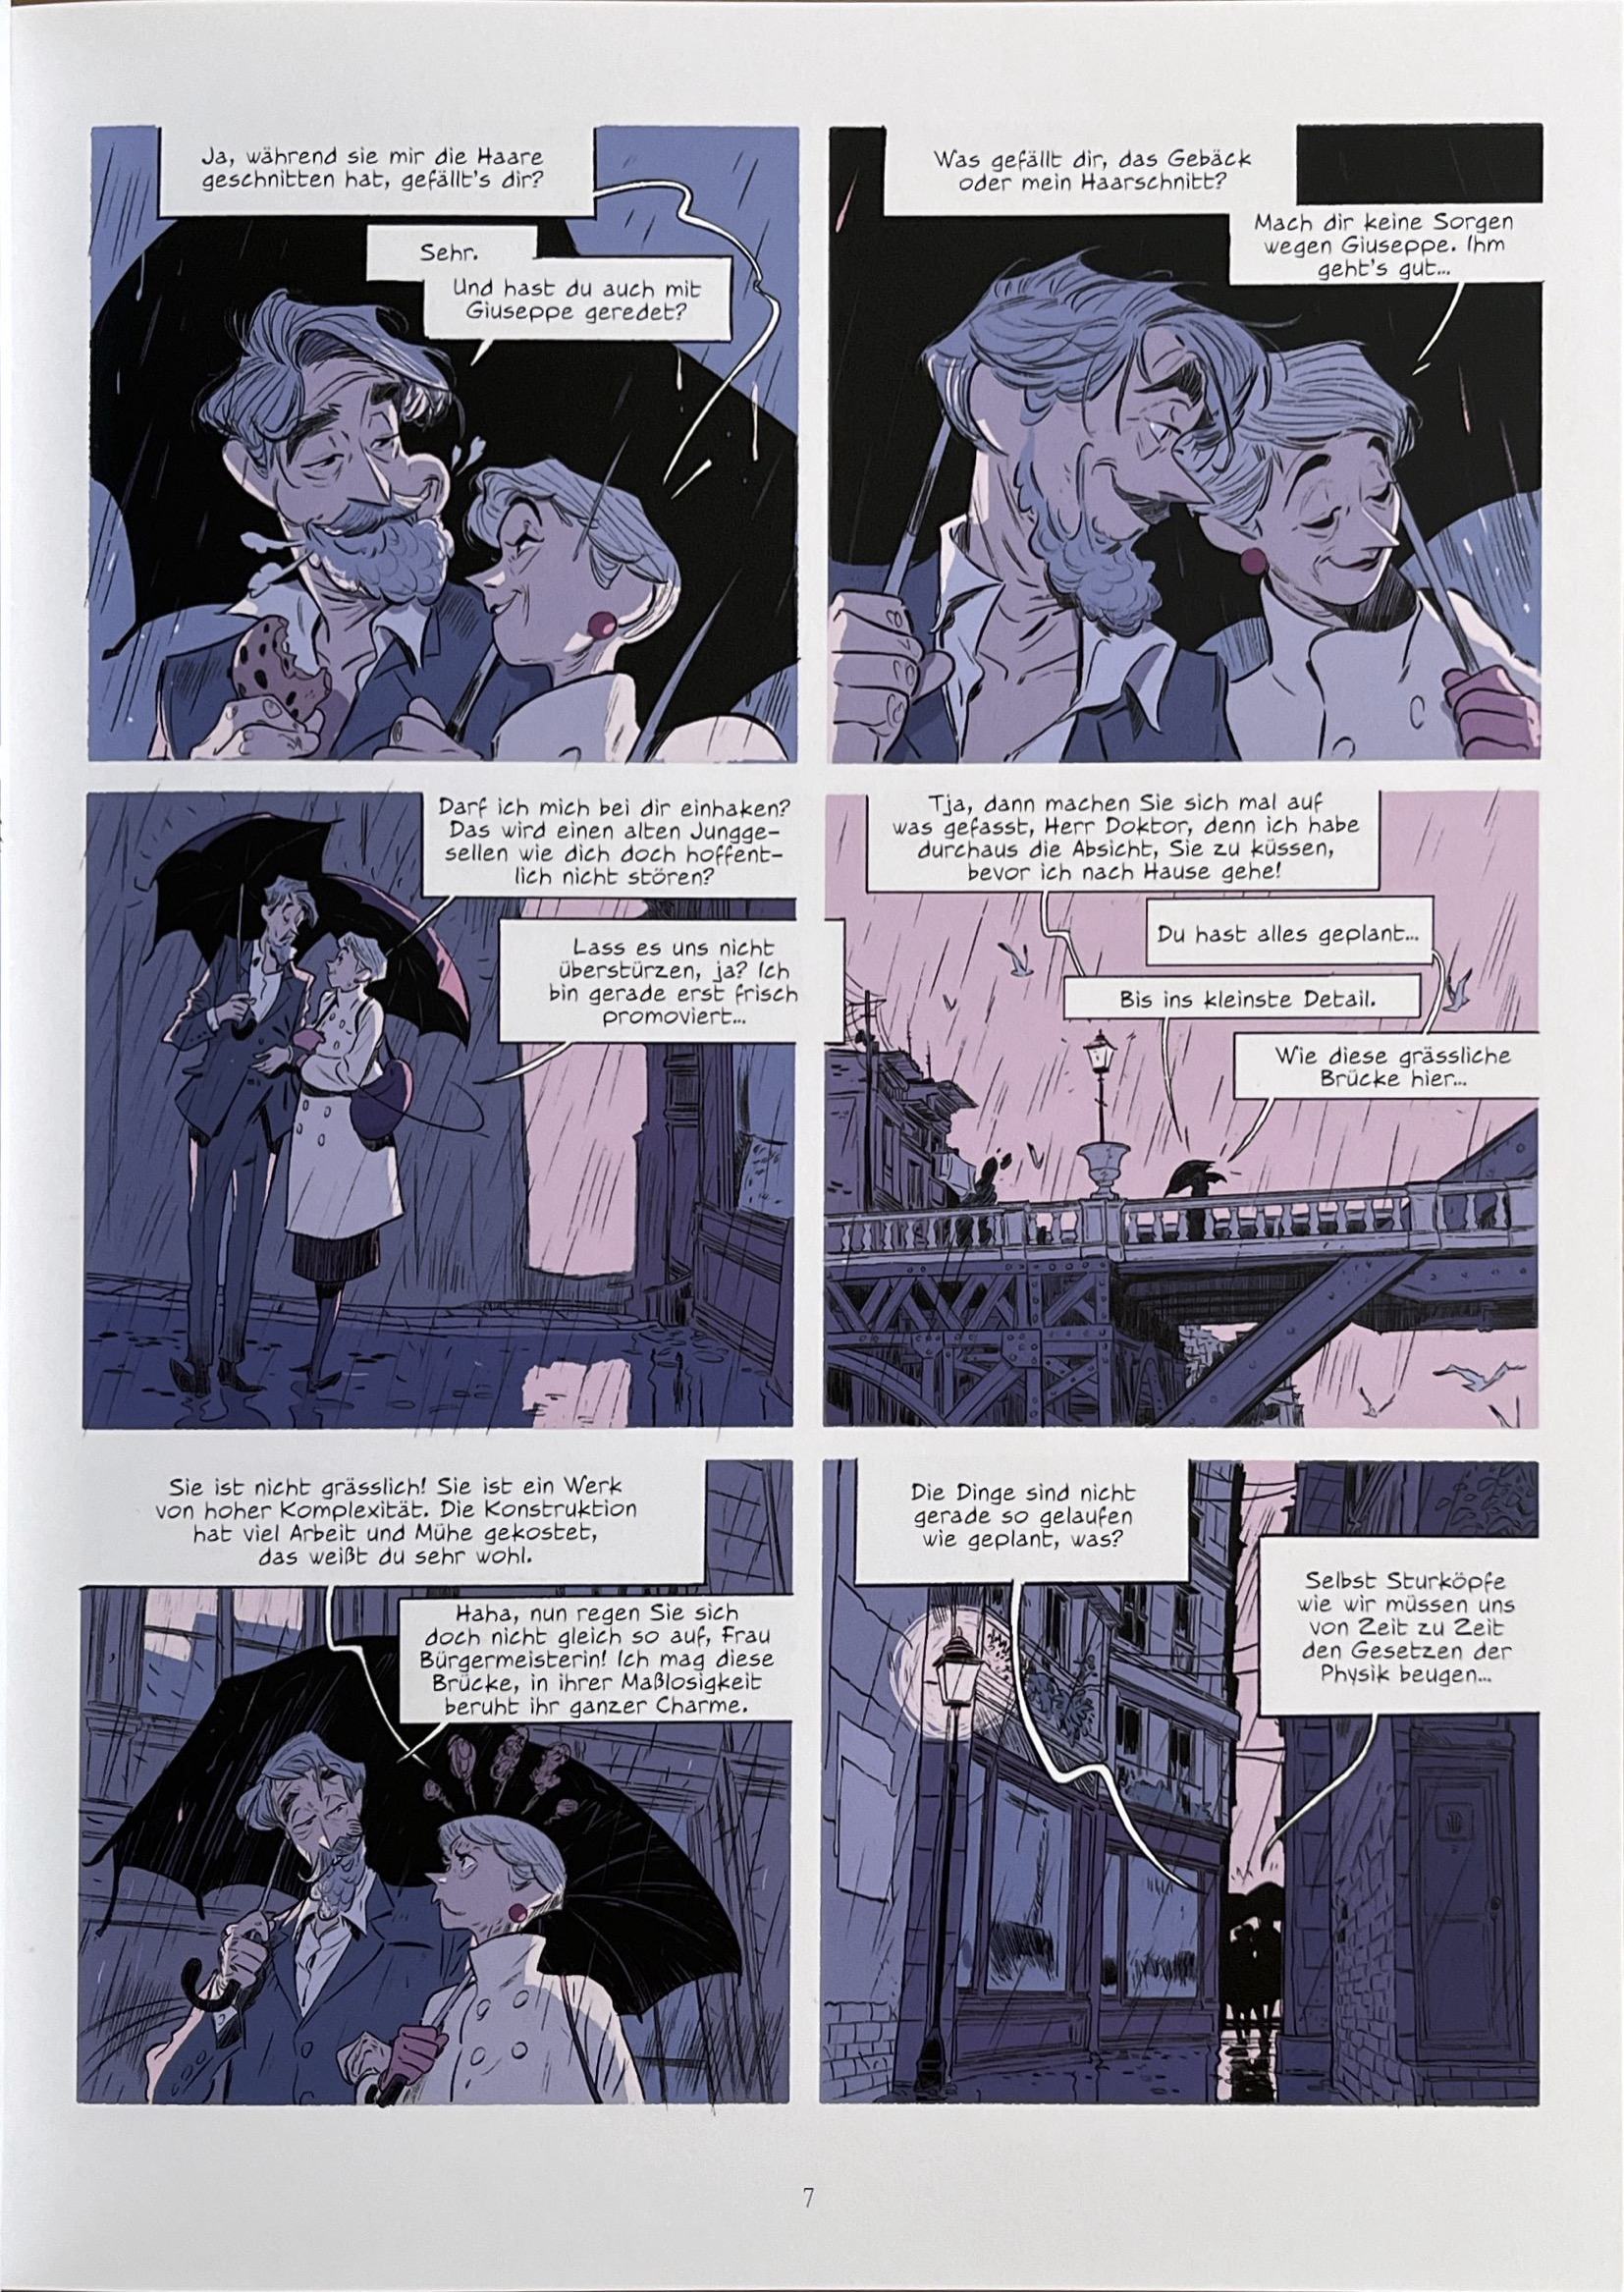 Ja, während sie mir die Haare
geschnitten hat, gefällt's dir?
Sehr.
Und hast du auch mit
Giuseppe geredet?
Was gefällt dir, das Gebäck
oder mein Haarschnitt?
Mach dir keine Sorgen
wegen Giuseppe. Ihm
geht's gut...
Darf ich mich bei dir einhaken?
Das wird einen alten Jungge-
sellen wie dich doch hoffent-
lich nicht stören?
Lass es uns nicht
überstürzen, ja? Ich
bin gerade erst frisch
promoviert...
Tja, dann machen Sie sich mal auf
was gefasst, Herr Doktor, denn ich habe
durchaus die Absicht, Sie zu küssen,
bevor ich nach Hause gehe!
Du hast alles geplant...
Bis ins kleinste Detail.
Wie diese grässliche
Brücke hier...
Sie ist nicht grässlich! Sie ist ein Werk
von hoher Komplexität. Die Konstruktion
hat viel Arbeit und Mühe gekostet,
das weißt du sehr wohl.
Haha, nun regen Sie sich
doch nicht gleich so auf, Frau
Bürgermeisterin! Ich mag diese
Brücke, in ihrer Maßlosigkeit
beruht ihr ganzer Charme.
Die Dinge sind nicht
gerade so gelaufen
wie geplant, was?
Selbst Sturköpfe
wie wir müssen uns
von Zeit zu Zeit
den Gesetzen der
Physik beugen...
7